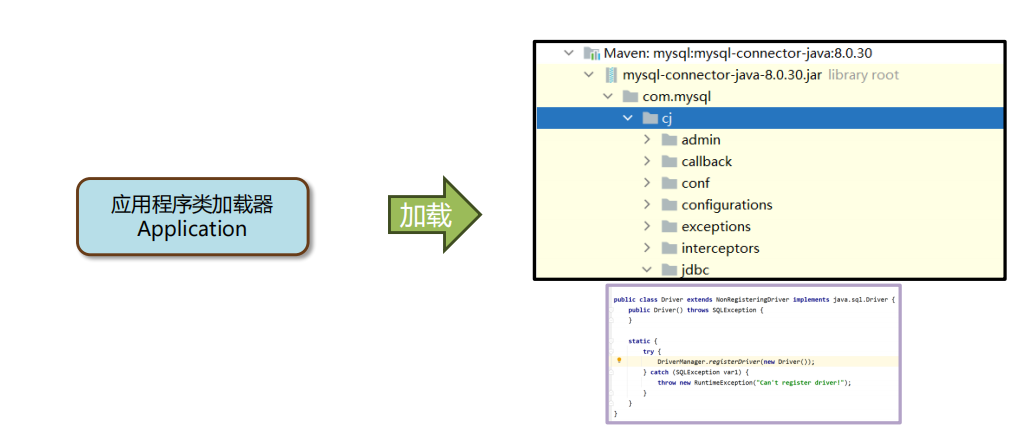 应用程序类加载器
Application
加载
Maven: mysql:mysql-connector-java:8.0.30
mysql-connector-java-8.0.30.jar library root
com.mysql
cj
admin
callback
conf
configurations
exceptions
interceptors
jdbc
public class Driver extends NonRegisteringDriver implements java.sql.Driver {
public Driver() throws SQLException {
}
static {
try {
DriverManager.registerDriver(new Driver());
} catch (SQLException var1) {
throw new RuntimeException("Can't register driver!");
}
}
}